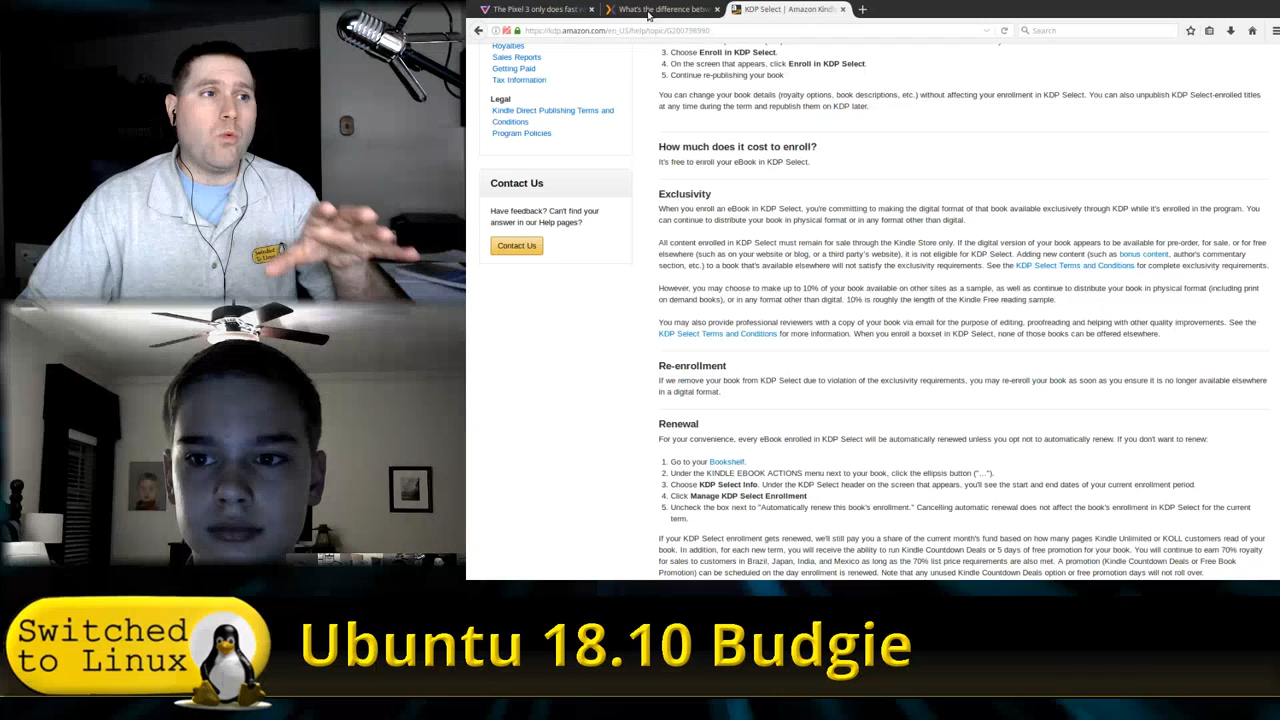 The Pixel 3 only does fast w
What's the difference betw
KDP Select | Amazon Kindl
https://kdp.amazon.com/en_US/help/topic/G200798990
Search
Royalties
Sales Reports
Getting Paid
Tax Information
Legal
Kindle Direct Publishing Terms and
Conditions
Program Policies
Contact Us
Have feedback? Can't find your
answer in our Help pages?
Contact Us
3. Choose Enroll in KDP Select.
4. On the screen that appears, click Enroll in KDP Select.
5. Continue re-publishing your book
You can change your book details (royalty options, book descriptions, etc.) without affecting your enrollment in KDP Select. You can also unpublish KDP Select-enrolled titles
at any time during the term and republish them on KDP later.
How much does it cost to enroll?
It's free to enroll your eBook in KDP Select.
Exclusivity
When you enroll an eBook in KDP Select, you're committing to making the digital format of that book available exclusively through KDP while it's enrolled in the program. You
can continue to distribute your book in physical format or in any format other than digital.
All content enrolled in KDP Select must remain for sale through the Kindle Store only. If the digital version of your book appears to be available for pre-order, for sale, or for free
elsewhere (such as on your website or blog, or a third party's website), it is not eligible for KDP Select. Adding new content (such as bonus content, author's commentary
section, etc.) to a book that's available elsewhere will not satisfy the exclusivity requirements. See the KDP Select Terms and Conditions for complete exclusivity requirements.
However, you may choose to make up to 10% of your book available on other sites as a sample, as well as continue to distribute your book in physical format (including print
on demand books), or in any format other than digital. 10% is roughly the length of the Kindle Free reading sample.
You may also provide professional reviewers with a copy of your book via email for the purpose of editing, proofreading and helping with other quality improvements. See the
KDP Select Terms and Conditions for more information. When you enroll a boxset in KDP Select, none of those books can be offered elsewhere.
Re-enrollment
If we remove your book from KDP Select due to violation of the exclusivity requirements, you may re-enroll your book as soon as you ensure it is no longer available elsewhere
in a digital format.
Renewal
For your convenience, every eBook enrolled in KDP Select will be automatically renewed unless you opt not to automatically renew. If you don't want to renew:
1. Go to your Bookshelf.
2. Under the KINDLE EBOOK ACTIONS menu next to your book, click the ellipsis button ("…").
3. Choose KDP Select Info. Under the KDP Select header on the screen that appears, you'll see the start and end dates of your current enrollment period.
4. Click Manage KDP Select Enrollment
5. Uncheck the box next to "Automatically renew this book's enrollment." Cancelling automatic renewal does not affect the book's enrollment in KDP Select for the current
term.
If your KDP Select enrollment gets renewed, we'll still pay you a share of the current month's fund based on how many pages Kindle Unlimited or KOLL customers read of your
book. In addition, for each new term, you will receive the ability to run Kindle Countdown Deals or 5 days of free promotion for your book. You will continue to earn 70% royalty
for sales to customers in Brazil, Japan, India, and Mexico as long as the 70% list price requirements are also met. A promotion (Kindle Countdown Deals or Free Book
Promotion) can be scheduled on the day enrollment is renewed. Note that any unused Kindle Countdown Deals option or free promotion days will not roll over.
Switched
to Linux
Switched
to Linux
Ubuntu 18.10 Budgie